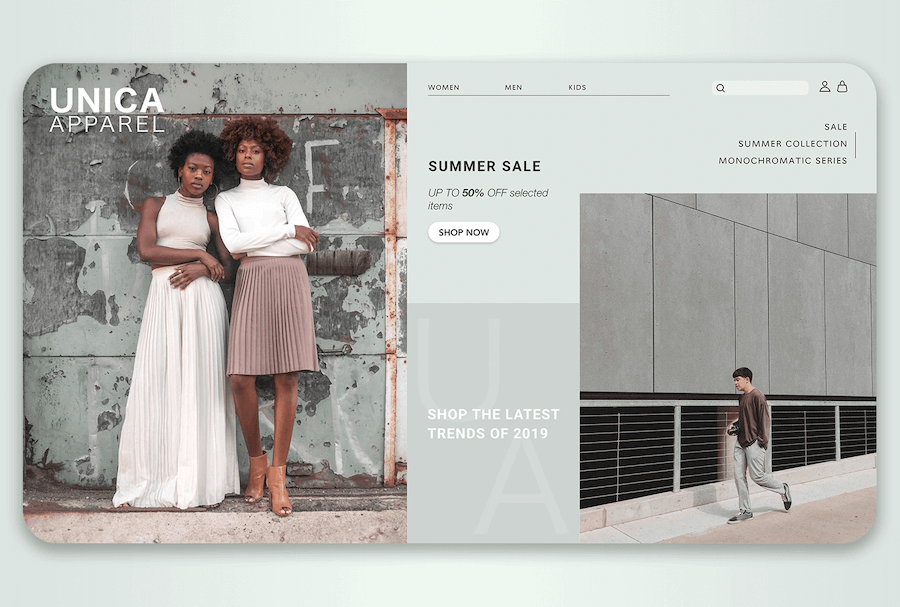 UNICA
APPAREL
WOMEN MEN KIDS
SALE
SUMMER COLLECTION
MONOCHROMATIC SERIES
SUMMER SALE
UP TO 50% OFF selected
items
SHOP NOW
U
SHOP THE LATEST
TRENDS OF 2019
A